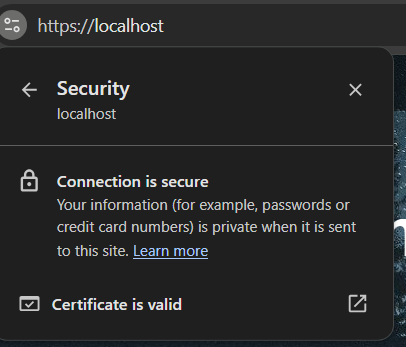 https://localhost
Security
localhost
Connection is secure
Your information (for example, passwords or
credit card numbers) is private when it is sent
to this site. Learn more
Certificate is valid